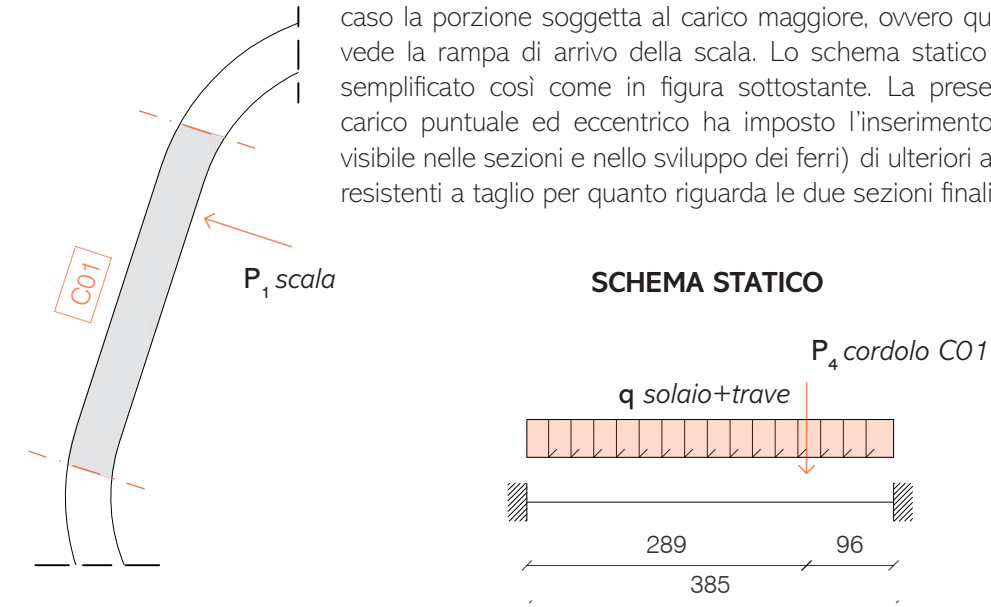 caso la porzione soggetta al carico maggiore, ovvero qu
vede la rampa di arrivo della scala. Lo schema statico
semplificato così come in figura sottostante. La prese
carico puntuale ed eccentrico ha imposto l'inserimento
visibile nelle sezioni e nello sviluppo dei ferri) di ulteriori a
resistenti a taglio per quanto riguarda le due sezioni finali
C01
P₁ scala
SCHEMA STATICO
P₄ cordolo CO1
q solaio+trave
289 96
385